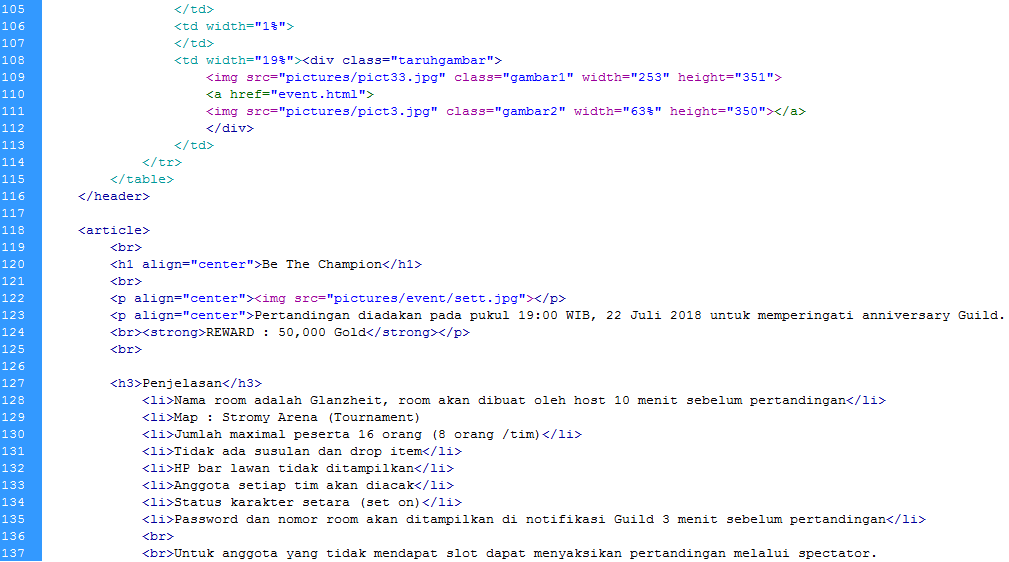 105                 </td>
106                 <td width="1%">
107                 </td>
108                 <td width="19%"><div class="taruhgambar">
109                     <img src="pictures/pict33.jpg" class="gambar1" width="253" height="351">
110                     <a href="event.html">
111                     <img src="pictures/pict3.jpg" class="gambar2" width="63%" height="350"></a>
112                     </div>
113                 </td>
114             </tr>
115         </table>
116     </header>
117
118     <article>
119         <br>
120         <h1 align="center">Be The Champion</h1>
121         <br>
122         <p align="center"><img src="pictures/event/sett.jpg"></p>
123         <p align="center">Pertandingan diadakan pada pukul 19:00 WIB, 22 Juli 2018 untuk memperingati anniversary Guild.
124         <br><strong>REWARD : 50,000 Gold</strong></p>
125         <br>
126
127         <h3>Penjelasan</h3>
128             <li>Nama room adalah Glanzheit, room akan dibuat oleh host 10 menit sebelum pertandingan</li>
129             <li>Map : Stromy Arena (Tournament)
130             <li>Jumlah maximal peserta 16 orang (8 orang /tim)</li>
131             <li>Tidak ada susulan dan drop item</li>
132             <li>HP bar lawan tidak ditampilkan</li>
133             <li>Anggota setiap tim akan diacak</li>
134             <li>Status karakter setara (set on)</li>
135             <li>Password dan nomor room akan ditampilkan di notifikasi Guild 3 menit sebelum pertandingan</li>
136             <br>
137             <br>Untuk anggota yang tidak mendapat slot dapat menyaksikan pertandingan melalui spectator.